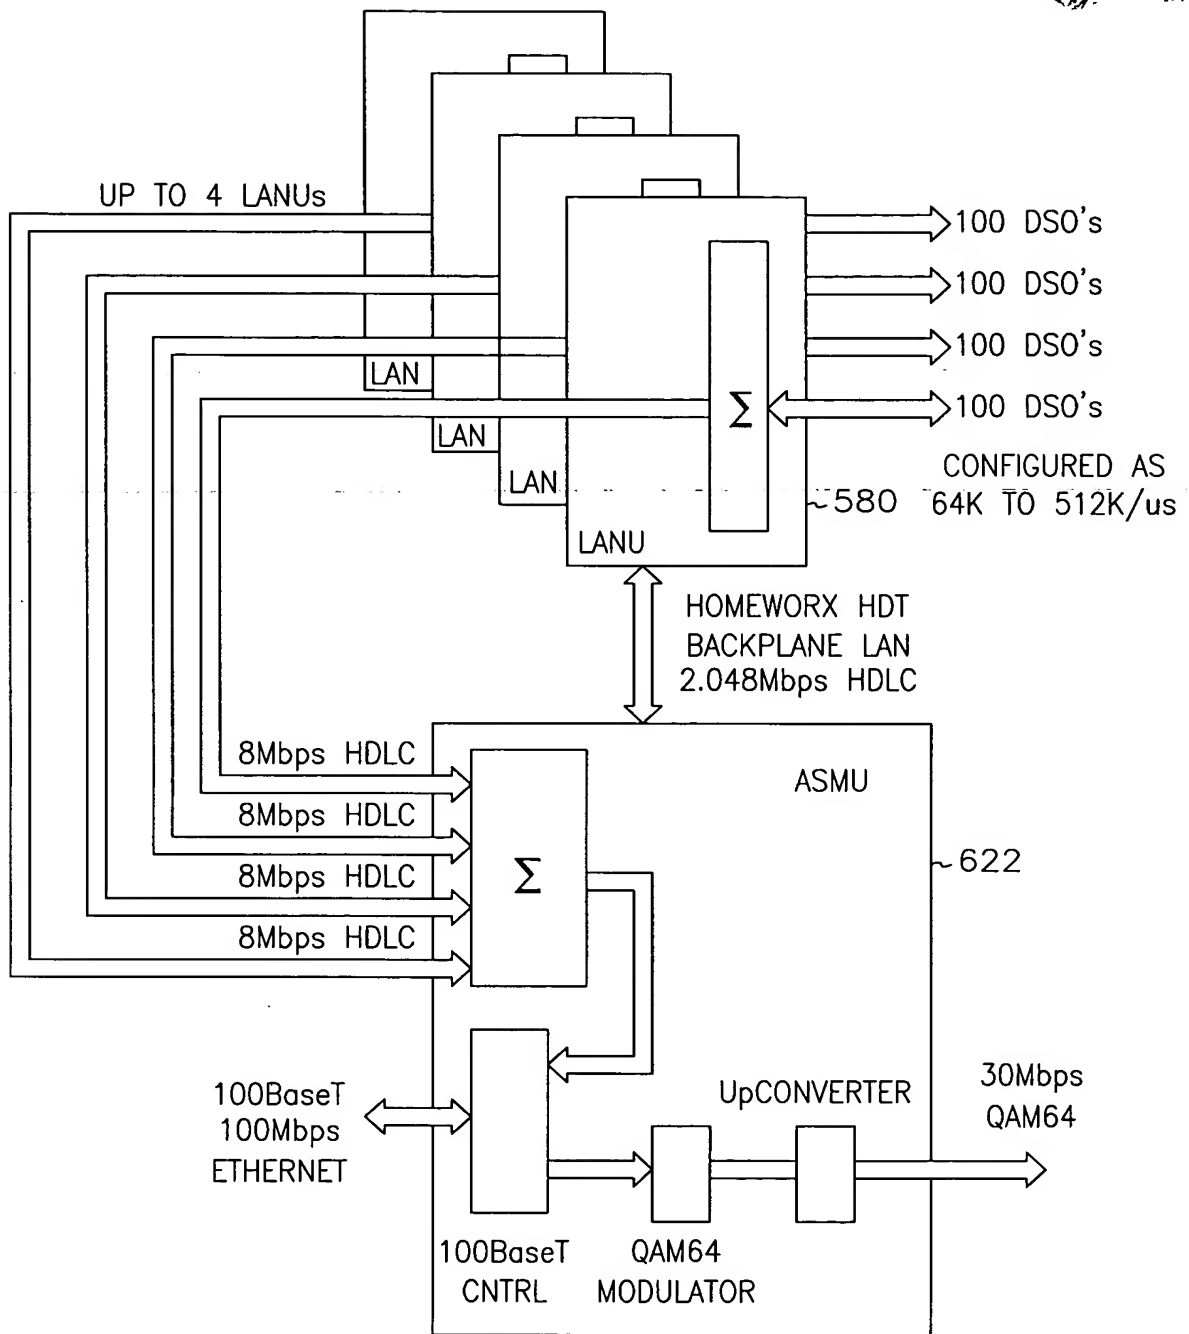 UP TO 4 LANUs
100 DSO's
100 DSO's
100 DSO's
100 DSO's
LAN
LAN
LAN
LANU
Σ
580
CONFIGURED AS
64K TO 512K/us
HOMEWORX HDT
BACKPLANE LAN
2.048Mbps HDLC
8Mbps HDLC
8Mbps HDLC
8Mbps HDLC
8Mbps HDLC
Σ
ASMU
622
100BaseT
100Mbps
ETHERNET
UpCONVERTER
30Mbps
QAM64
100BaseT
CNTRL
QAM64
MODULATOR